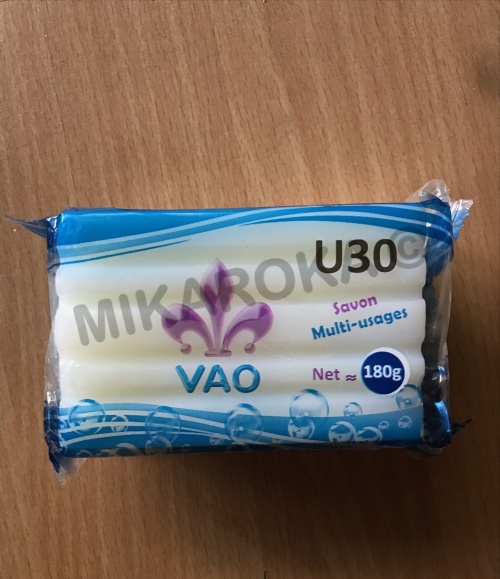 U30
MIKAROKA ©
Savon
Multi-usages
VAO
Net ≈ 180g